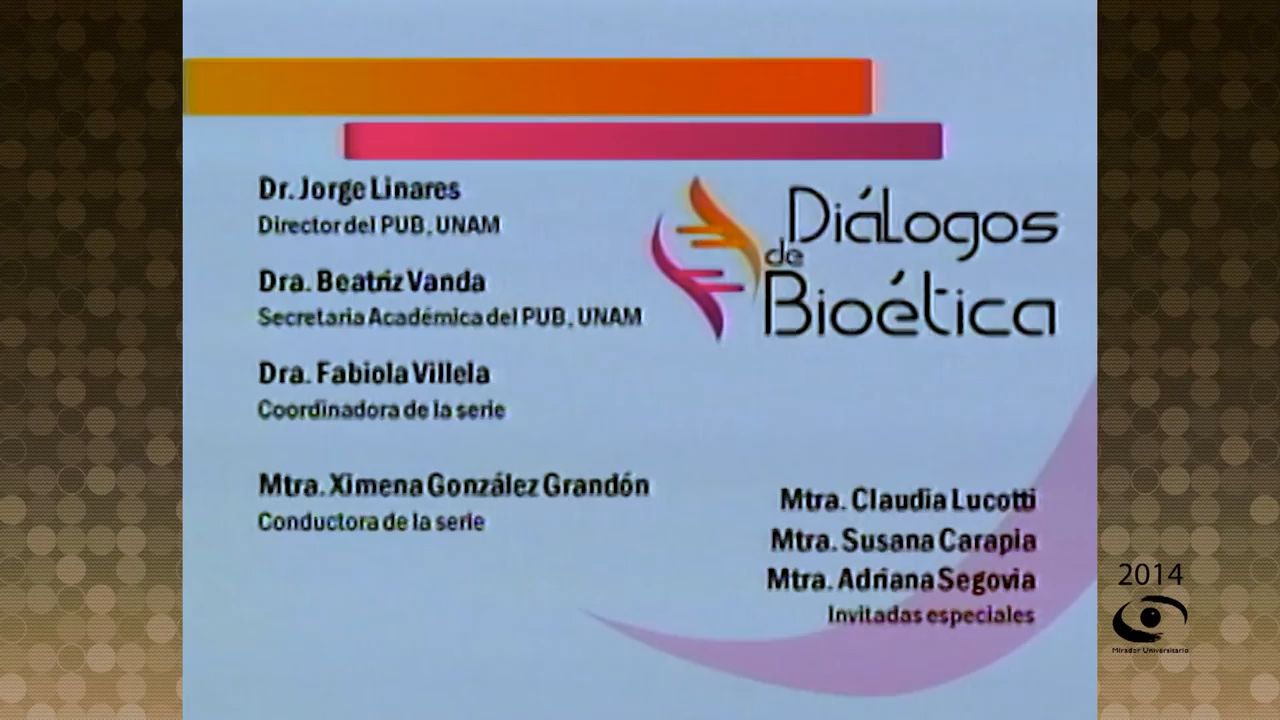 Dr. Jorge Linares
Director del PUB, UNAM
Dra. Beatriz Vanda
Secretaria Académica del PUB, UNAM
Dra. Fabiola Villela
Coordinadora de la serie
Mtra. Ximena González Grandón
Conductora de la serie
Diálogos
de
Bioética
Mtra. Claudia Lucotti
Mtra. Susana Carapia
Mtra. Adriana Segovia
Invitadas especiales
2014
Mirador Universitario